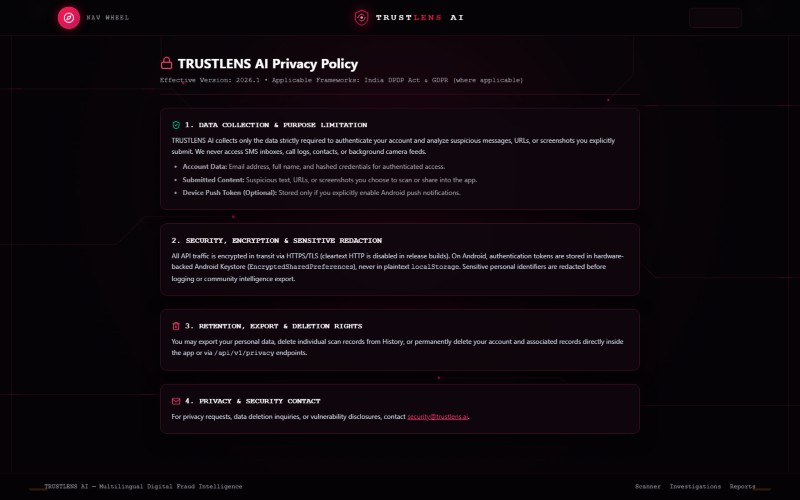 NAV WHEEL
TRUSTLENS AI
TRUSTLENS AI Privacy Policy
Effective Version: 2026.1 • Applicable Frameworks: India DPDP Act & GDPR (where applicable)
1. DATA COLLECTION & PURPOSE LIMITATION
TRUSTLENS AI collects only the data strictly required to authenticate your account and analyze suspicious messages, URLs, or screenshots you explicitly
submit. We never access SMS inboxes, call logs, contacts, or background camera feeds.
• Account Data: Email address, full name, and hashed credentials for authenticated access.
• Submitted Content: Suspicious text, URLs, or screenshots you choose to scan or share into the app.
• Device Push Token (Optional): Stored only if you explicitly enable Android push notifications.
2. SECURITY, ENCRYPTION & SENSITIVE REDACTION
All API traffic is encrypted in transit via HTTPS/TLS (cleartext HTTP is disabled in release builds). On Android, authentication tokens are stored in hardware-
backed Android Keystore (EncryptedSharedPreferences), never in plaintext localStorage. Sensitive personal identifiers are redacted before
logging or community intelligence export.
3. RETENTION, EXPORT & DELETION RIGHTS
You may export your personal data, delete individual scan records from History, or permanently delete your account and associated records directly inside
the app or via /api/v1/privacy endpoints.
4. PRIVACY & SECURITY CONTACT
For privacy requests, data deletion inquiries, or vulnerability disclosures, contact security@trustlens.ai.
TRUSTLENS AI — Multilingual Digital Fraud Intelligence
Scanner Investigations Reports